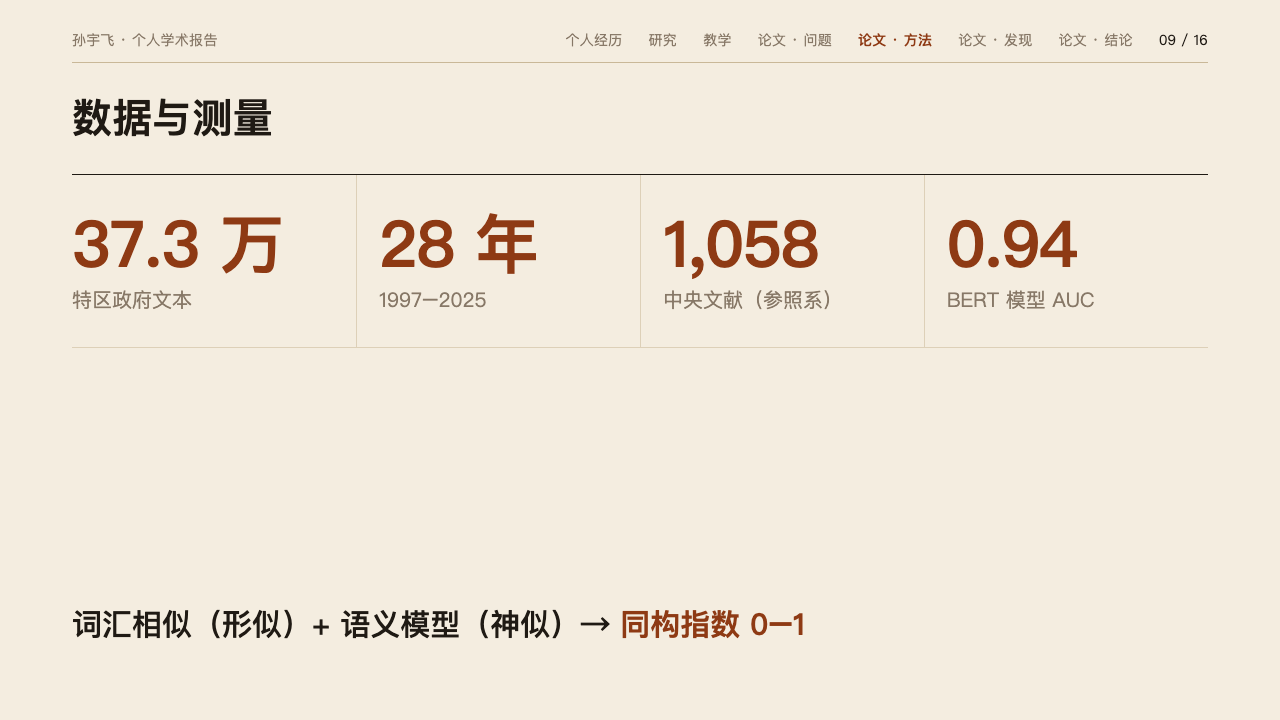 孙宇飞 · 个人学术报告
个人经历 研究 教学 论文 · 问题 论文 · 方法 论文 · 发现 论文 · 结论 09 / 16
数据与测量
37.3 万
特区政府文本
28 年
1997—2025
1,058
中央文献（参照系）
0.94
BERT 模型 AUC
词汇相似（形似）+ 语义模型（神似）→ 同构指数 0—1